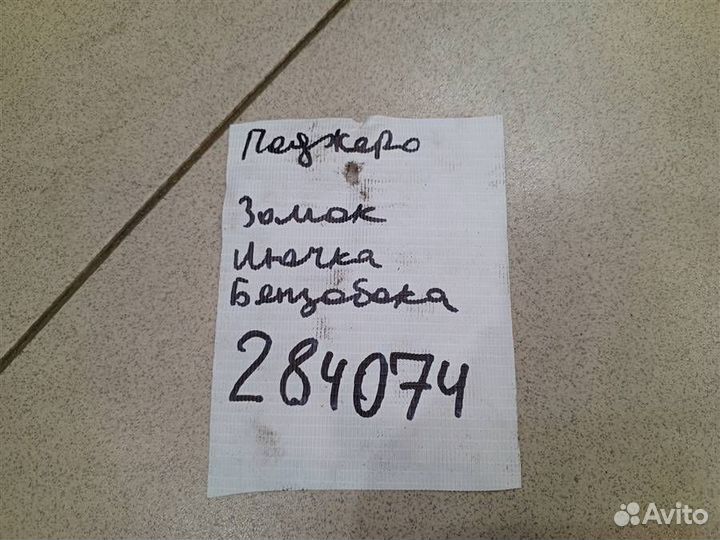 Паджеро
Замок
Лючка
Бензобака
284074
Avito